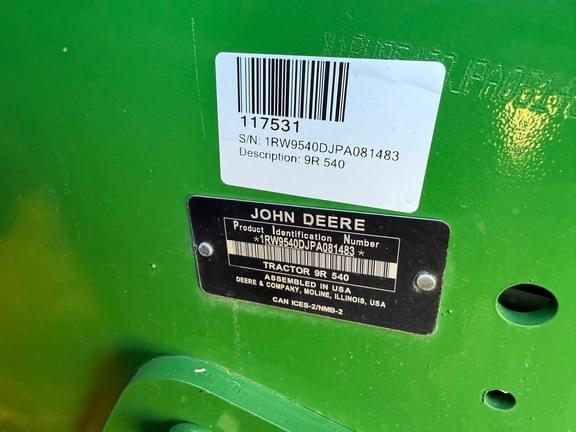 117531
S/N: 1RW9540DJPA081483
Description: 9R 540
JOHN DEERE
Product Identification Number
*1RW9540DJPA081483*
TRACTOR 9R 540
ASSEMBLED IN USA
DEERE & COMPANY, MOLINE, ILLINOIS, USA
CAN ICES-2/NMB-2